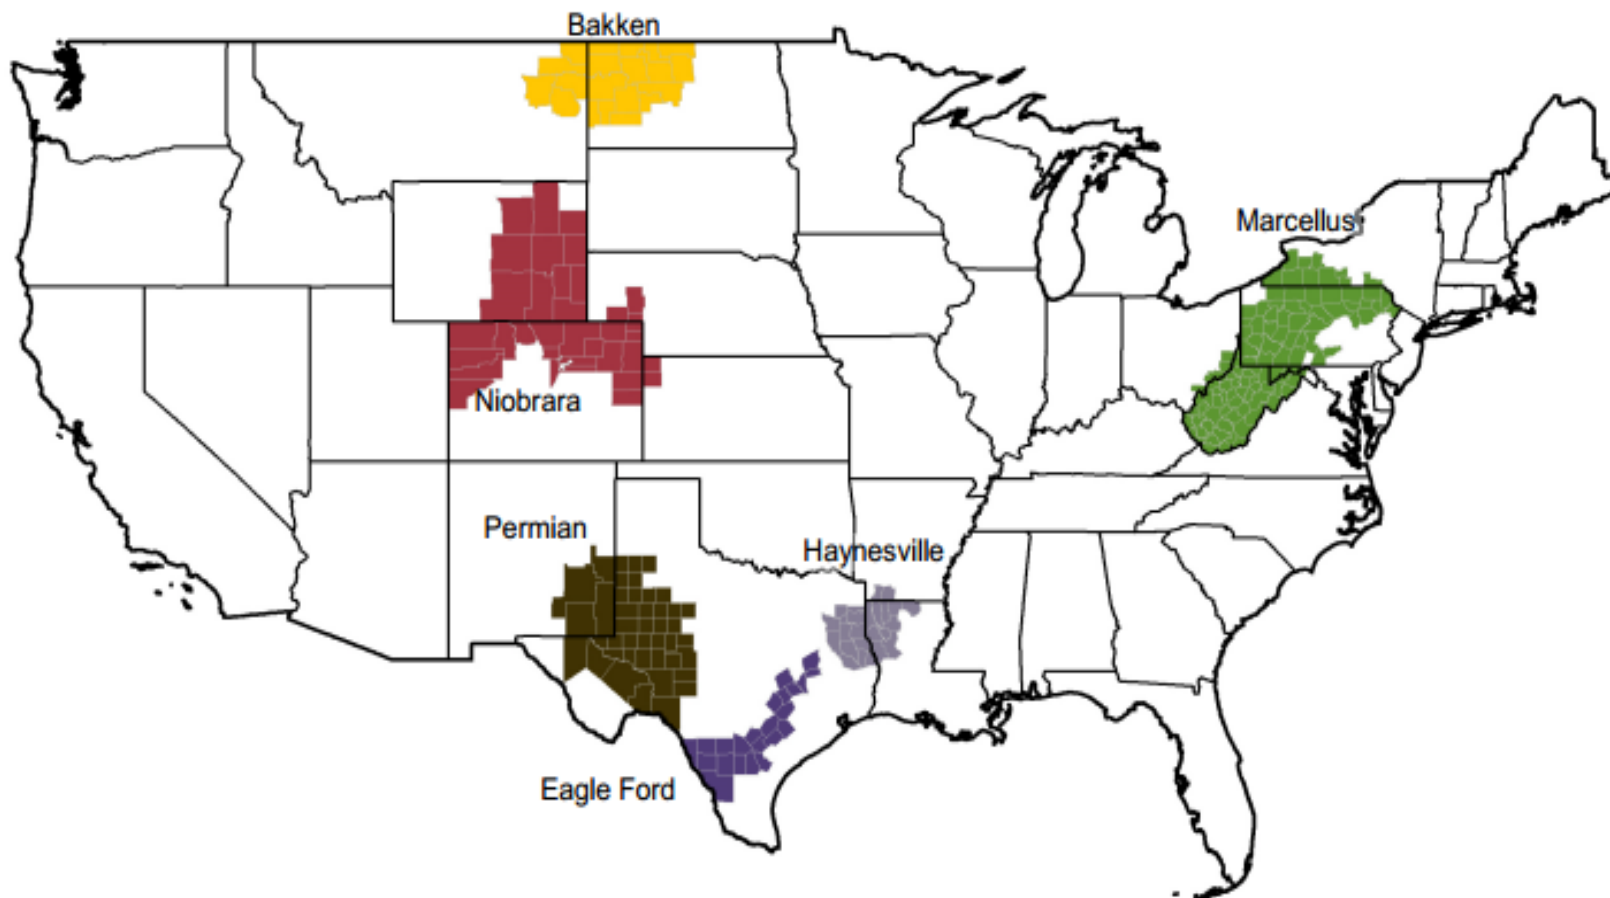 Bakken
Marcellus
Niobrara
Permian
Haynesville
Eagle Ford